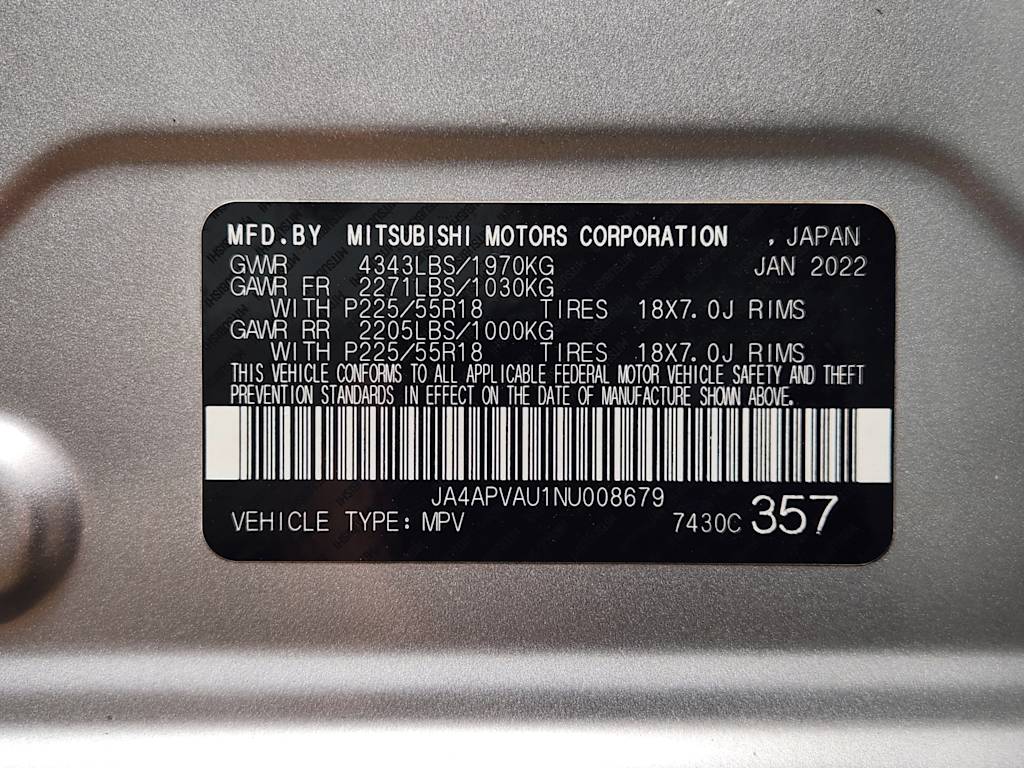 MFD.BY MITSUBISHI MOTORS CORPORATION , JAPAN
GVWR 4343LBS/1970KG JAN 2022
GAWR FR 2271LBS/1030KG
WITH P225/55R18 TIRES 18X7.0J RIMS
GAWR RR 2205LBS/1000KG
WITH P225/55R18 TIRES 18X7.0J RIMS
THIS VEHICLE CONFORMS TO ALL APPLICABLE FEDERAL MOTOR VEHICLE SAFETY AND THEFT
PREVENTION STANDARDS IN EFFECT ON THE DATE OF MANUFACTURE SHOWN ABOVE.
JA4APVAU1NU008679
VEHICLE TYPE: MPV 7430C 357